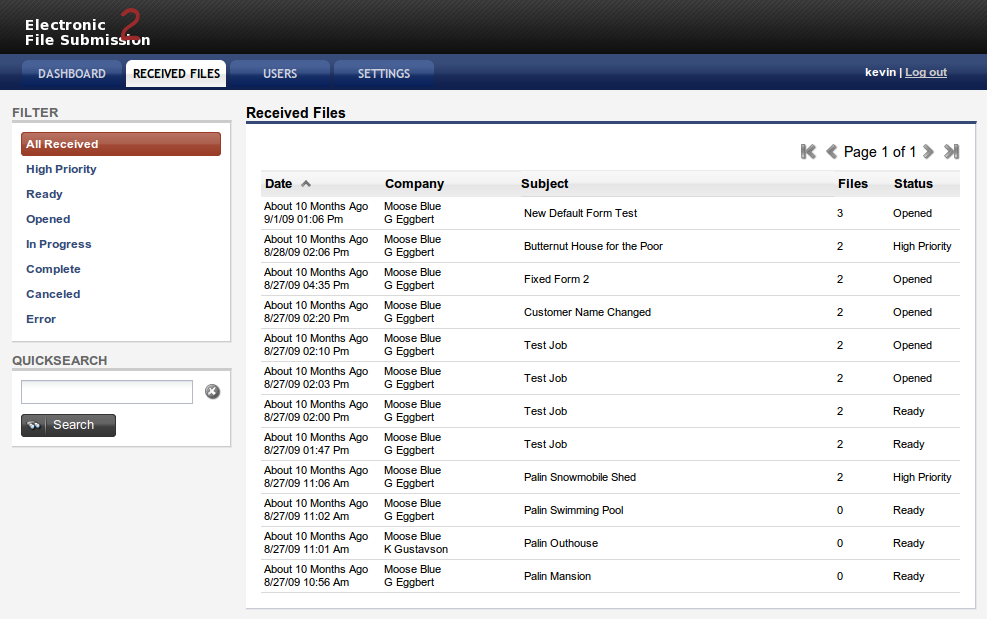 Electronic 2
File Submission
DASHBOARD RECEIVED FILES USERS SETTINGS kevin | Log out
FILTER
All Received
High Priority
Ready
Opened
In Progress
Complete
Canceled
Error
QUICKSEARCH
Search
Received Files
Page 1 of 1
Date Company Subject Files Status
About 10 Months Ago Moose Blue
9/1/09 01:06 Pm G Eggbert New Default Form Test 3 Opened
About 10 Months Ago Moose Blue
8/28/09 02:06 Pm G Eggbert Butternut House for the Poor 2 High Priority
About 10 Months Ago Moose Blue
8/27/09 04:35 Pm G Eggbert Fixed Form 2 2 Opened
About 10 Months Ago Moose Blue
8/27/09 02:20 Pm G Eggbert Customer Name Changed 2 Opened
About 10 Months Ago Moose Blue
8/27/09 02:10 Pm G Eggbert Test Job 2 Opened
About 10 Months Ago Moose Blue
8/27/09 02:03 Pm G Eggbert Test Job 2 Opened
About 10 Months Ago Moose Blue
8/27/09 02:00 Pm G Eggbert Test Job 2 Ready
About 10 Months Ago Moose Blue
8/27/09 01:47 Pm G Eggbert Test Job 2 Ready
About 10 Months Ago Moose Blue
8/27/09 11:06 Am G Eggbert Palin Snowmobile Shed 2 High Priority
About 10 Months Ago Moose Blue
8/27/09 11:02 Am G Eggbert Palin Swimming Pool 0 Ready
About 10 Months Ago Moose Blue
8/27/09 11:01 Am K Gustavson Palin Outhouse 0 Ready
About 10 Months Ago Moose Blue
8/27/09 10:56 Am G Eggbert Palin Mansion 0 Ready